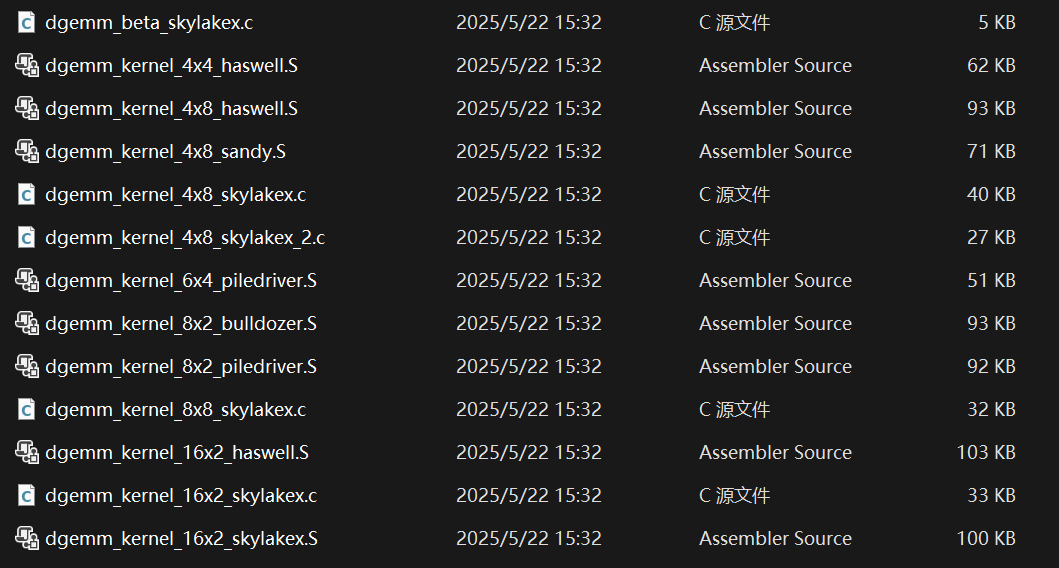 dgemm_beta_skylakex.c 2025/5/22 15:32 C 源文件 5 KB
dgemm_kernel_4x4_haswell.S 2025/5/22 15:32 Assembler Source 62 KB
dgemm_kernel_4x8_haswell.S 2025/5/22 15:32 Assembler Source 93 KB
dgemm_kernel_4x8_sandy.S 2025/5/22 15:32 Assembler Source 71 KB
dgemm_kernel_4x8_skylakex.c 2025/5/22 15:32 C 源文件 40 KB
dgemm_kernel_4x8_skylakex_2.c 2025/5/22 15:32 C 源文件 27 KB
dgemm_kernel_6x4_piledriver.S 2025/5/22 15:32 Assembler Source 51 KB
dgemm_kernel_8x2_bulldozer.S 2025/5/22 15:32 Assembler Source 93 KB
dgemm_kernel_8x2_piledriver.S 2025/5/22 15:32 Assembler Source 92 KB
dgemm_kernel_8x8_skylakex.c 2025/5/22 15:32 C 源文件 32 KB
dgemm_kernel_16x2_haswell.S 2025/5/22 15:32 Assembler Source 103 KB
dgemm_kernel_16x2_skylakex.c 2025/5/22 15:32 C 源文件 33 KB
dgemm_kernel_16x2_skylakex.S 2025/5/22 15:32 Assembler Source 100 KB